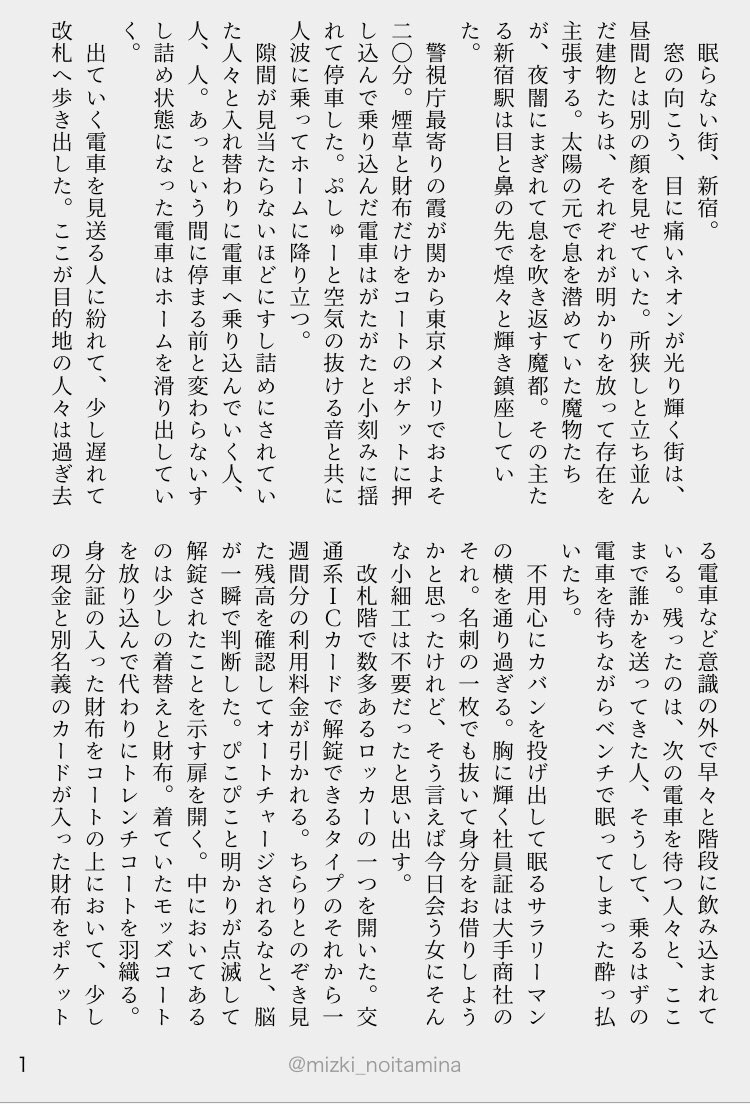 眠らない街、新宿。
窓の向こう、目に痛いネオンが光り輝く街は、
昼間とは別の顔を見せていた。所狭しと立ち並ん
だ建物たちは、それぞれが明かりを放って存在を
主張する。太陽の元で息を潜めていた魔物たち
が、夜闇にまぎれて息を吹き返す魔都。その主た
る新宿駅は目と鼻の先で煌々と輝き鎮座してい
た。
警視庁最寄りの霞が関から東京メトリでおよそ
二〇分。煙草と財布だけをコートのポケットに押
し込んで乗り込んだ電車はがたがたと小刻みに揺
れて停車した。ぷしゅーと空気の抜ける音と共に
人波に乗ってホームに降り立つ。
隙間が見当たらないほどにすし詰めにされてい
た人々と入れ替わりに電車へ乗り込んでいく人、
人、人。あっという間に停まる前と変わらないす
し詰め状態になった電車はホームを滑り出してい
く。
出ていく電車を見送る人に紛れて、少し遅れて
改札へ歩き出した。ここが目的地の人々は過ぎ去
る電車など意識の外で早々と階段に飲み込まれて
いる。残ったのは、次の電車を待つ人々と、ここ
まで誰かを送ってきた人、そうして、乗るはずの
電車を待ちながらベンチで眠ってしまった酔っ払
いたち。
不用心にカバンを投げ出して眠るサラリーマン
の横を通り過ぎる。胸に輝く社員証は大手商社の
それ。名刺の一枚でも抜いて身分をお借りしよう
かと思ったけれど、そう言えば今日会う女にそん
な小細工は不要だったと思い出す。
改札階で数多あるロッカーの一つを開いた。交
通系ＩＣカードで解錠できるタイプのそれから一
週間分の利用料金が引かれる。ちらりとのぞき見
た残高を確認してオートチャージされるなと、脳
が一瞬で判断した。ぴこぴこと明かりが点滅して
解錠されたことを示す扉を開く。中においてある
のは少しの着替えと財布。着ていたモッズコート
を放り込んで代わりにトレンチコートを羽織る。
身分証の入った財布をコートの上において、少し
の現金と別名義のカードが入った財布をポケット
1
@mizki_noitamina